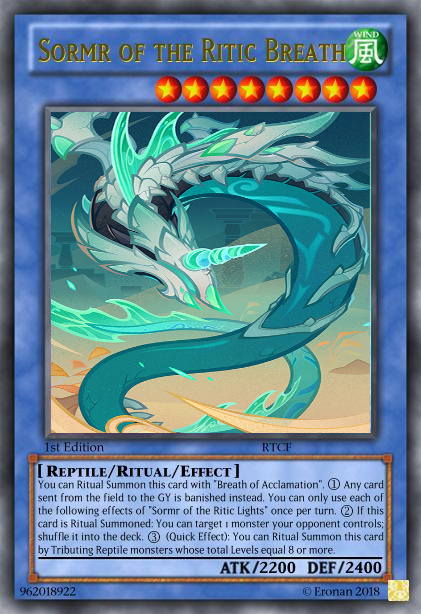 Sormr of the Ritic Breath
WIND
風
1st Edition RTCF
[ Reptile/Ritual/Effect ]
You can Ritual Summon this card with "Breath of Acclamation". ① Any card
sent from the field to the GY is banished instead. You can only use each of
the following effects of "Sormr of the Ritic Lights" once per turn. ② If this
card is Ritual Summoned: You can target 1 monster your opponent controls;
shuffle it into the deck. ③ (Quick Effect): You can Ritual Summon this card
by Tributing Reptile monsters whose total Levels equal 8 or more.
ATK/2200 DEF/2400
962018922 © Eronan 2018